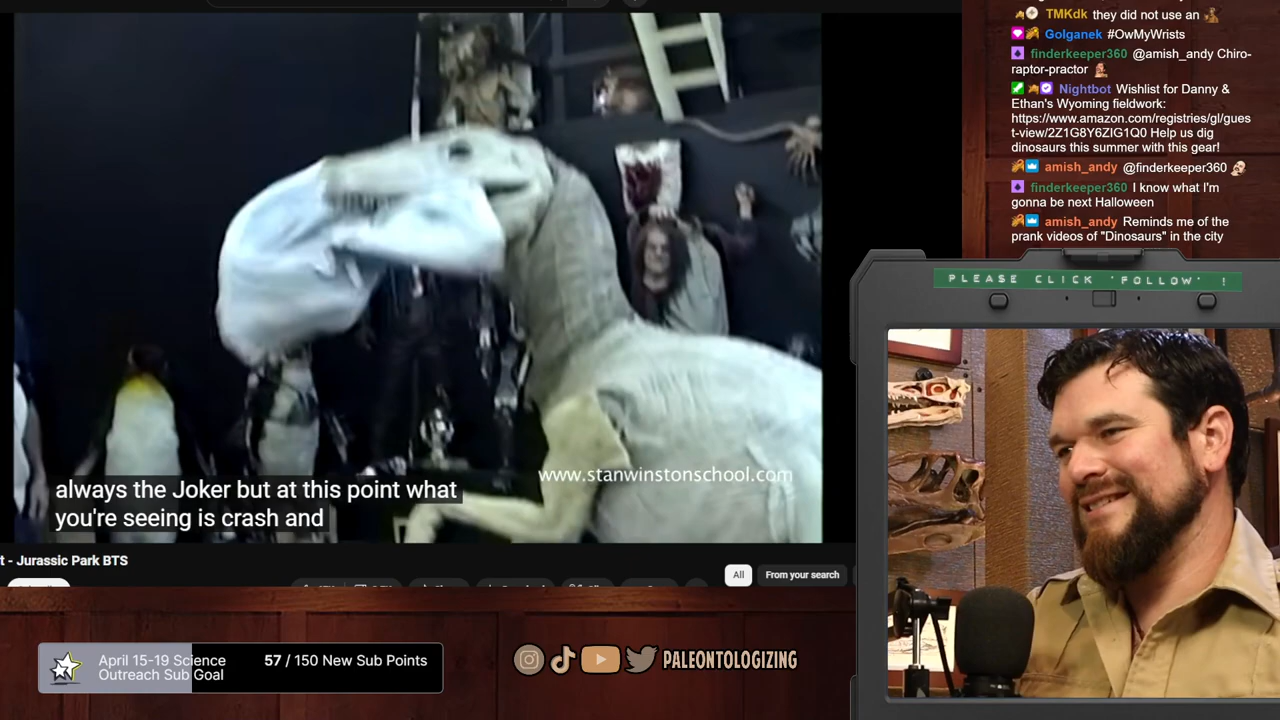 TMKdk they did not use an
Golganek #OwMyWrists
finderkeeper360 @amish_andy Chiro-
raptor-practor
Nightbot Wishlist for Danny &
Ethan's Wyoming fieldwork:
https://www.amazon.com/registries/gl/gues
t-view/2Z1G8Y6ZIG1Q0 Help us dig
dinosaurs this summer with this gear!
amish_andy @finderkeeper360
finderkeeper360 I know what I'm
gonna be next Halloween
amish_andy Reminds me of the
prank videos of "Dinosaurs" in the city
PLEASE CLICK 'FOLLOW' !
www.stanwinstonschool.com
always the Joker but at this point what
you're seeing is crash and
t - Jurassic Park BTS
All From your search
April 15-19 Science
Outreach Sub Goal
57 / 150 New Sub Points
PALEONTOLOGIZING